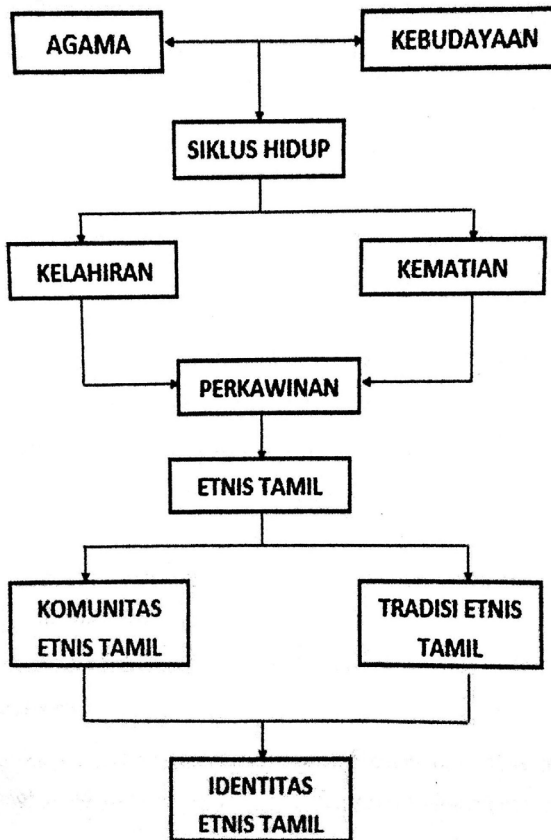 AGAMA
KEBUDAYAAN
SIKLUS HIDUP
KELAHIRAN
KEMATIAN
PERKAWINAN
ETNIS TAMIL
KOMUNITAS
ETNIS TAMIL
TRADISI ETNIS
TAMIL
IDENTITAS
ETNIS TAMIL